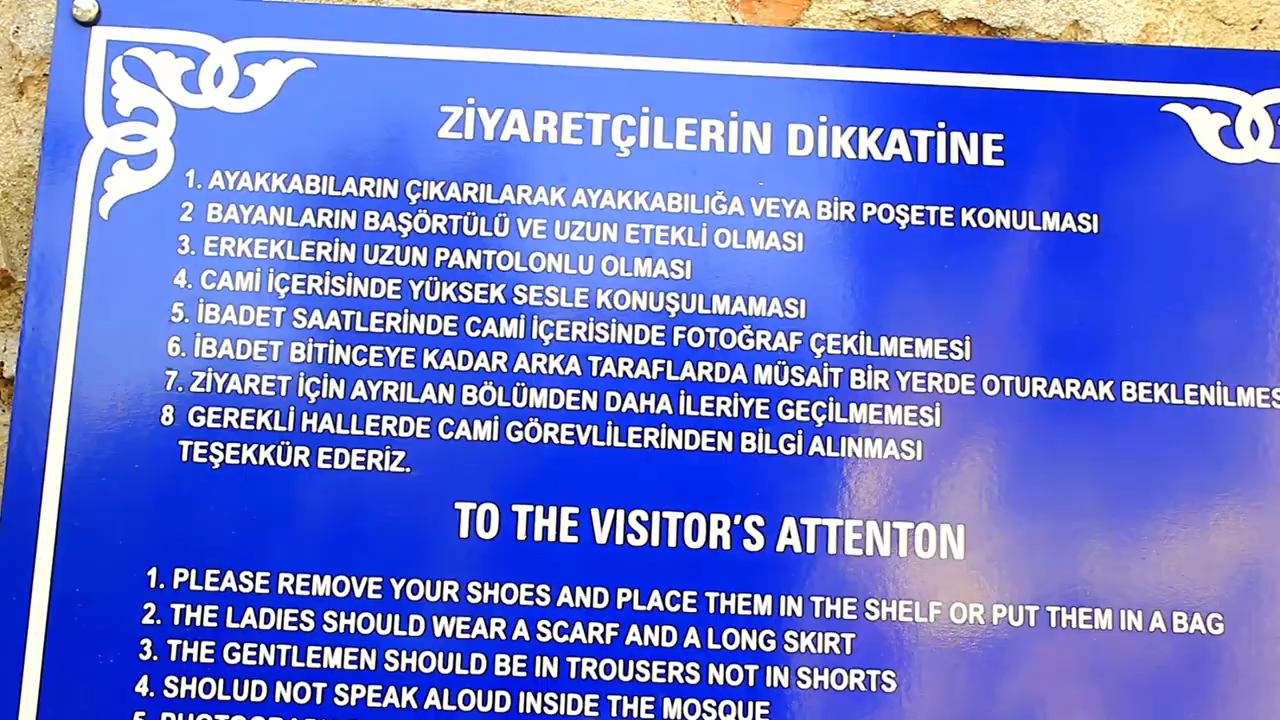 ZİYARETÇİLERİN DİKKATİNE
1. AYAKKABILARIN ÇIKARILARAK AYAKKABILIĞA VEYA BİR POŞETE KONULMASI
2 BAYANLARIN BAŞÖRTÜLÜ VE UZUN ETEKLİ OLMASI
3. ERKEKLERİN UZUN PANTOLONLU OLMASI
4. CAMİ İÇERİSİNDE YÜKSEK SESLE KONUŞULMAMASI
5. İBADET SAATLERİNDE CAMİ İÇERİSİNDE FOTOĞRAF ÇEKİLMEMESİ
6. İBADET BİTİNCEYE KADAR ARKA TARAFLARDA MÜSAİT BİR YERDE OTURARAK
7. ZİYARET İÇİN AYRILAN BÖLÜMDEN DAHA İLERİYE GEÇİLMEMESİ
8 GEREKLİ HALLERDE CAMİ GÖREVLİLERİNDEN BİLGİ ALINMASI
TEŞEKKÜR EDERİZ.
TO THE VISITOR'S ATTENTON
1. PLEASE REMOVE YOUR SHOES AND PLACE THEM IN THE SHELF OR PUT THEM IN A BAG
2. THE LADIES SHOULD WEAR A SCARF AND A LONG SKIRT
3. THE GENTLEMEN SHOULD BE IN TROUSERS NOT IN SHORTS
4. SHOLUD NOT SPEAK ALOUD INSIDE THE MOSQUE